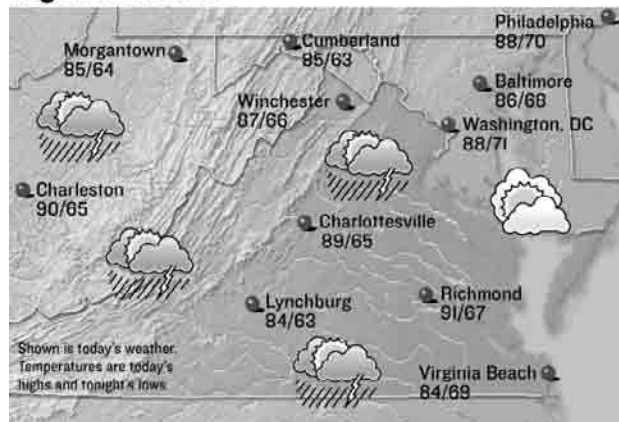 Philadelphia
88/70
Morgantown
85/64
Cumberland
85/63
Baltimore
86/68
Winchester
87/66
Washington, DC
88/71
Charleston
90/65
Charlottesville
89/65
Lynchburg
84/63
Richmond
91/67
Shown is today's weather.
Temperatures are today's
highs and tonight's lows.
Virginia Beach
84/69